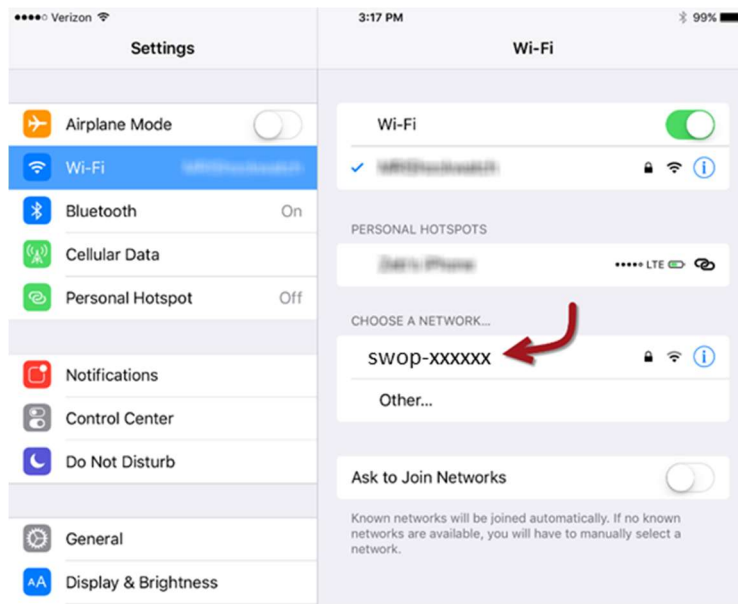 Verizon
3:17 PM
99%
Settings
Wi-Fi
Airplane Mode
Wi-Fi
Bluetooth
On
Cellular Data
Personal Hotspot
Off
Notifications
Control Center
Do Not Disturb
General
AA
Display & Brightness
Wi-Fi
PERSONAL HOTSPOTS
LTE
CHOOSE A NETWORK...
swop-xxxxxx
Other...
Ask to Join Networks
Known networks will be joined automatically. If no known
networks are available, you will have to manually select a
network.